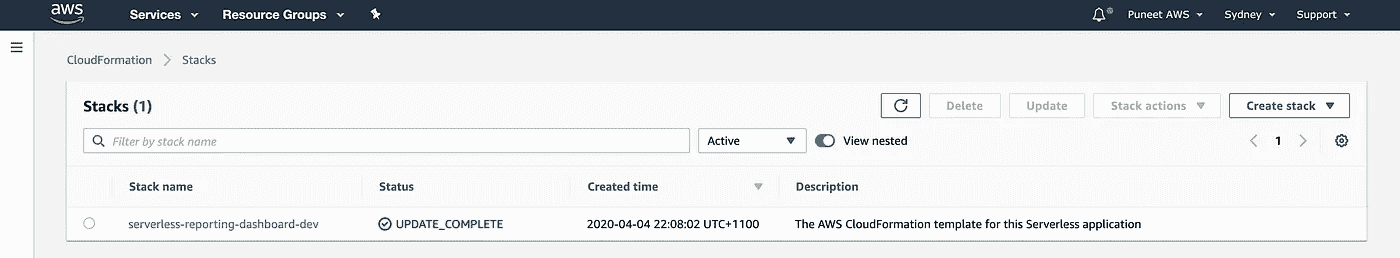 aws Services Resource Groups Puneet AWS Sydney Support
CloudFormation Stacks
Stacks (1) Delete Update Stack actions Create stack
Filter by stack name Active View nested 1
Stack name Status Created time Description
serverless-reporting-dashboard-dev UPDATE_COMPLETE 2020-04-04 22:08:02 UTC+1100 The AWS CloudFormation template for this Serverless application